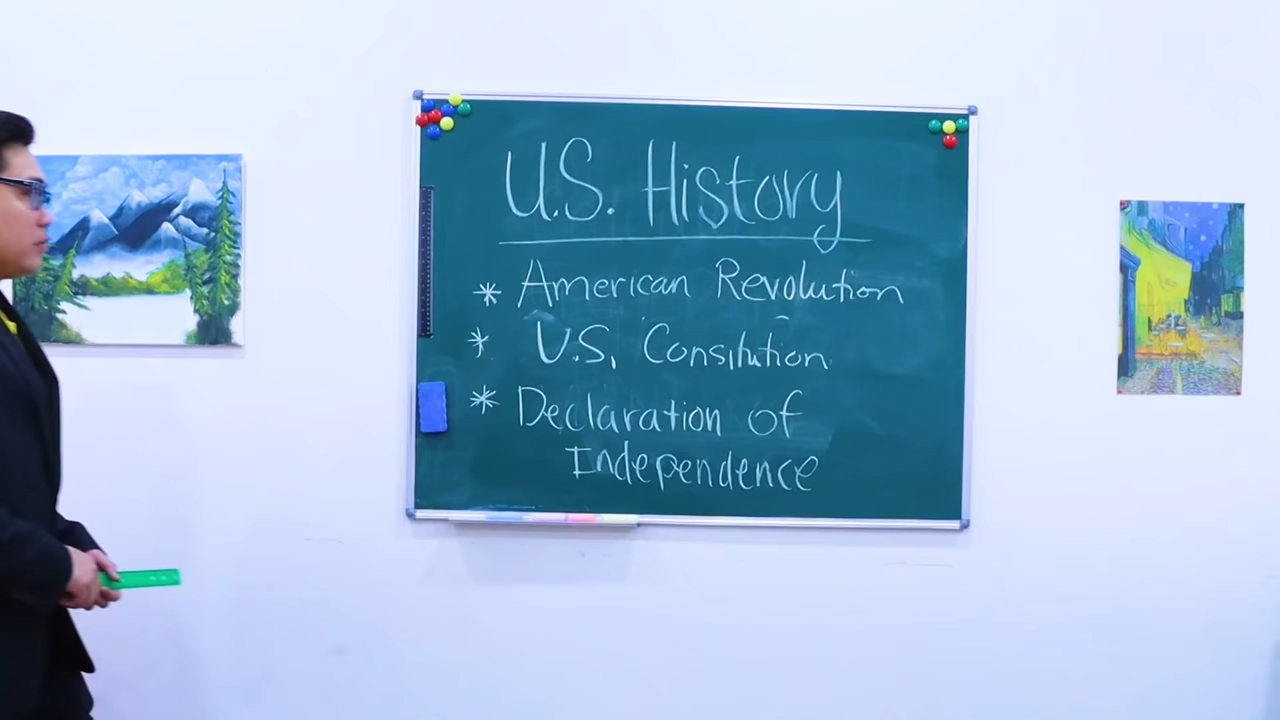 U.S. History
* American Revolution
* U.S. Consitution
* Declaration of
Independence